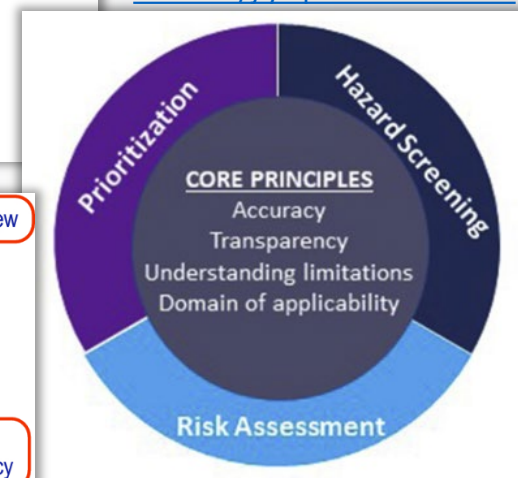 Prioritization
Hazard Screening
CORE PRINCIPLES
Accuracy
Transparency
Understanding limitations
Domain of applicability
Risk Assessment